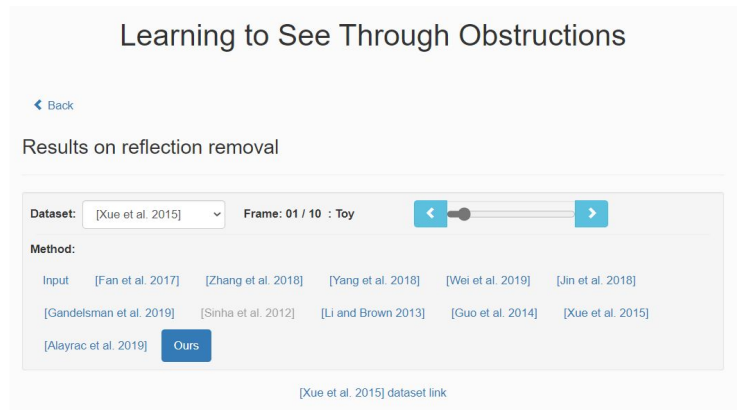 Learning to See Through Obstructions
Back
Results on reflection removal
Dataset: [Xue et al. 2015] Frame: 01 / 10 : Toy
Method:
Input [Fan et al. 2017] [Zhang et al. 2018] [Yang et al. 2018] [Wei et al. 2019] [Jin et al. 2018]
[Gandelsman et al. 2019] [Sinha et al. 2012] [Li and Brown 2013] [Guo et al. 2014] [Xue et al. 2015]
[Alayrac et al. 2019] Ours
[Xue et al. 2015] dataset link